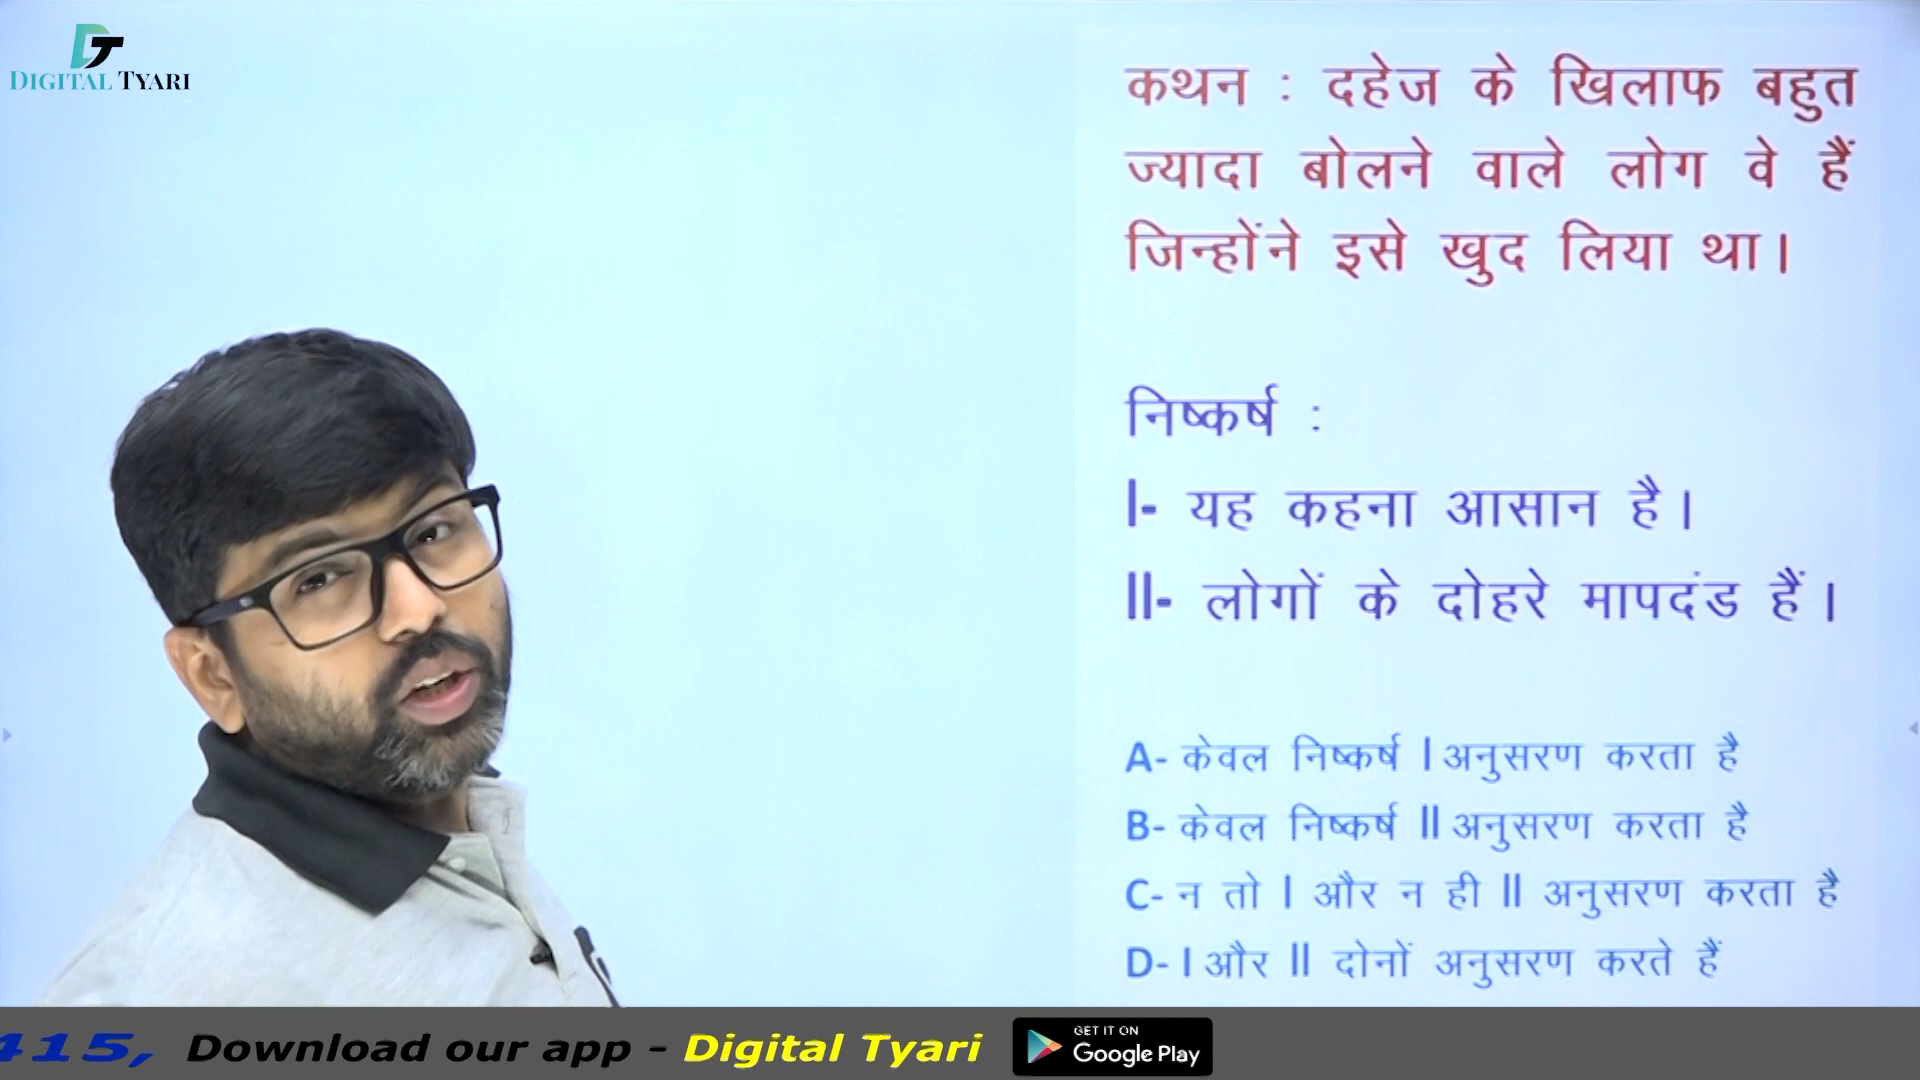 DT
DIGITAL TYARI
कथन : दहेज के खिलाफ बहुत
ज्यादा बोलने वाले लोग वे हैं
जिन्होंने इसे खुद लिया था।
निष्कर्ष :
I- यह कहना आसान है।
II- लोगों के दोहरे मापदंड हैं।
A- केवल निष्कर्ष I अनुसरण करता है
B- केवल निष्कर्ष II अनुसरण करता है
C- न तो I और न ही II अनुसरण करता है
D- I और II दोनों अनुसरण करते हैं
415, Download our app - Digital Tyari
GET IT ON
Google Play